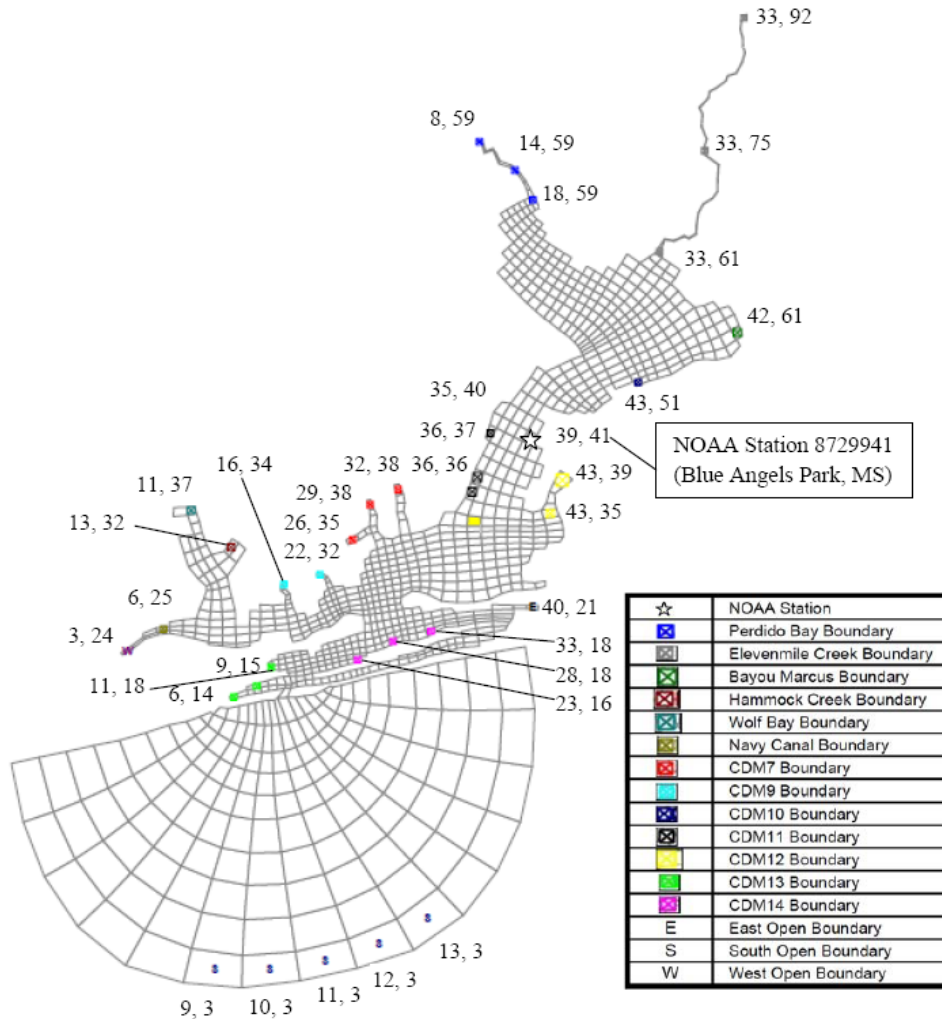 33, 92
8, 59
14, 59
33, 75
18, 59
33, 61
42, 61
35, 40
43, 51
36, 37
39, 41
NOAA Station 8729941
(Blue Angels Park, MS)
16, 34
32, 38
36, 36
43, 39
11, 37
29, 38
13, 32
26, 35
43, 35
22, 32
6, 25
40, 21
3, 24
33, 18
9, 15
28, 18
11, 18
6, 14
23, 16
13, 3
12, 3
11, 3
10, 3
9, 3
W
E
S
S
S
S
S
NOAA Station
Perdido Bay Boundary
Elevenmile Creek Boundary
Bayou Marcus Boundary
Hammock Creek Boundary
Wolf Bay Boundary
Navy Canal Boundary
CDM7 Boundary
CDM9 Boundary
CDM10 Boundary
CDM11 Boundary
CDM12 Boundary
CDM13 Boundary
CDM14 Boundary
E East Open Boundary
S South Open Boundary
W West Open Boundary